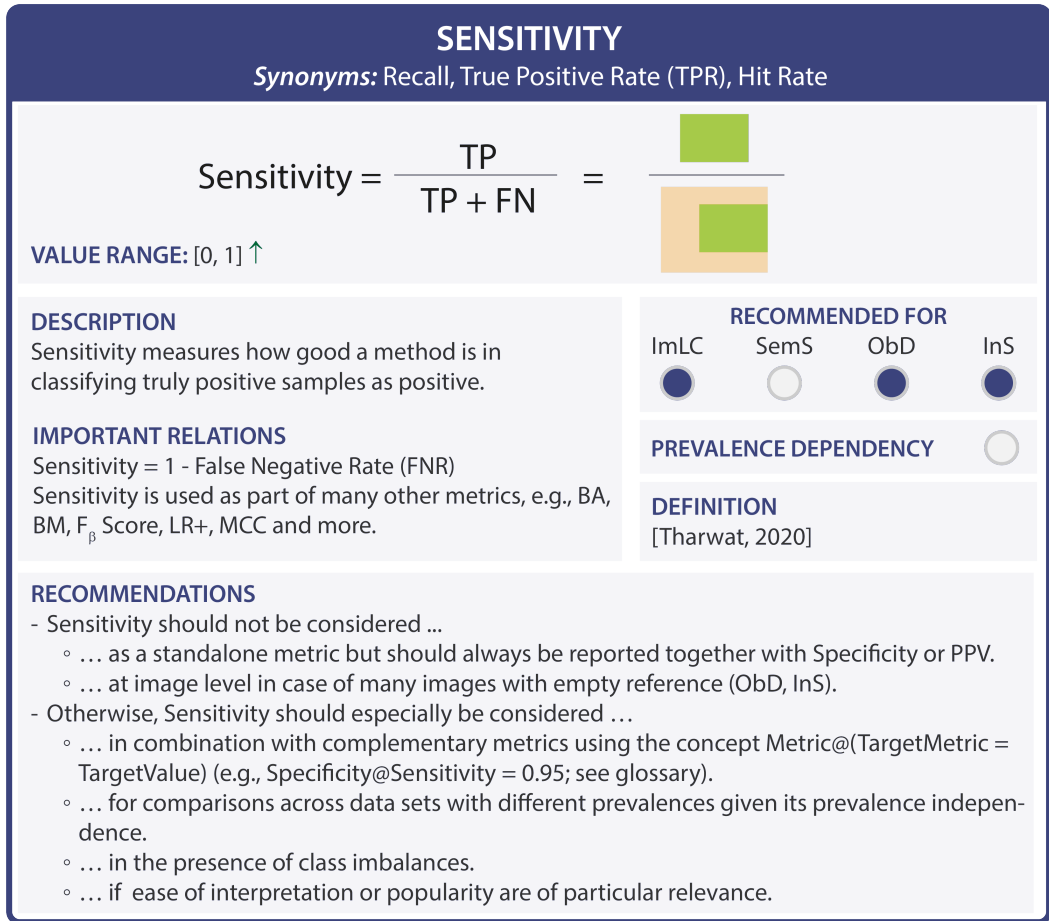 SENSITIVITY
Synonyms: Recall, True Positive Rate (TPR), Hit Rate
Sensitivity = TP / TP + FN =
VALUE RANGE: [0, 1] ↑
DESCRIPTION
Sensitivity measures how good a method is in
classifying truly positive samples as positive.
IMPORTANT RELATIONS
Sensitivity = 1 - False Negative Rate (FNR)
Sensitivity is used as part of many other metrics, e.g., BA,
BM, Fβ Score, LR+, MCC and more.
RECOMMENDED FOR
ImLC SemS ObD InS
PREVALENCE DEPENDENCY
DEFINITION
[Tharwat, 2020]
RECOMMENDATIONS
- Sensitivity should not be considered ...
◦ … as a standalone metric but should always be reported together with Specificity or PPV.
◦ … at image level in case of many images with empty reference (ObD, InS).
- Otherwise, Sensitivity should especially be considered …
◦ … in combination with complementary metrics using the concept Metric@(TargetMetric =
TargetValue) (e.g., Specificity@Sensitivity = 0.95; see glossary).
◦ … for comparisons across data sets with different prevalences given its prevalence indepen-
dence.
◦ … in the presence of class imbalances.
◦ … if ease of interpretation or popularity are of particular relevance.